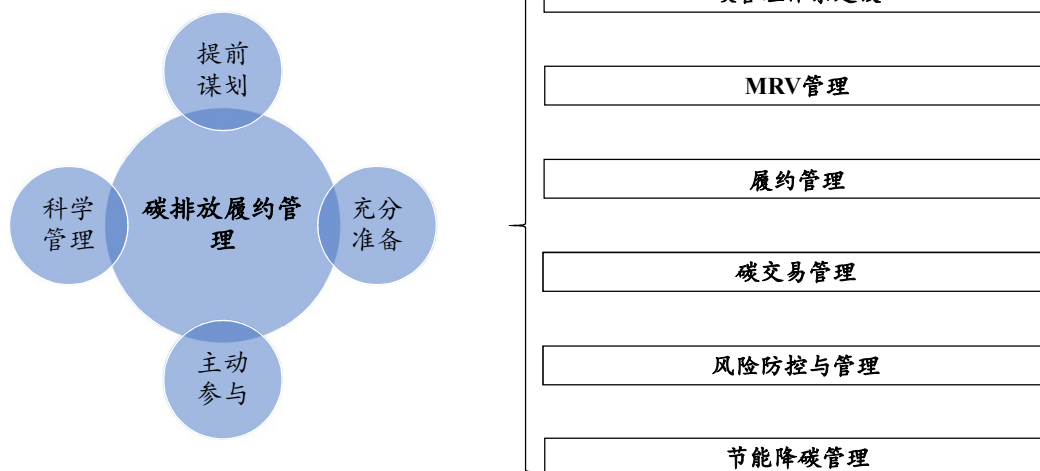 提前
谋划
科学
管理
碳排放履约管
理
充分
准备
主动
参与
MRV管理
履约管理
碳交易管理
风险防控与管理
节能降碳管理